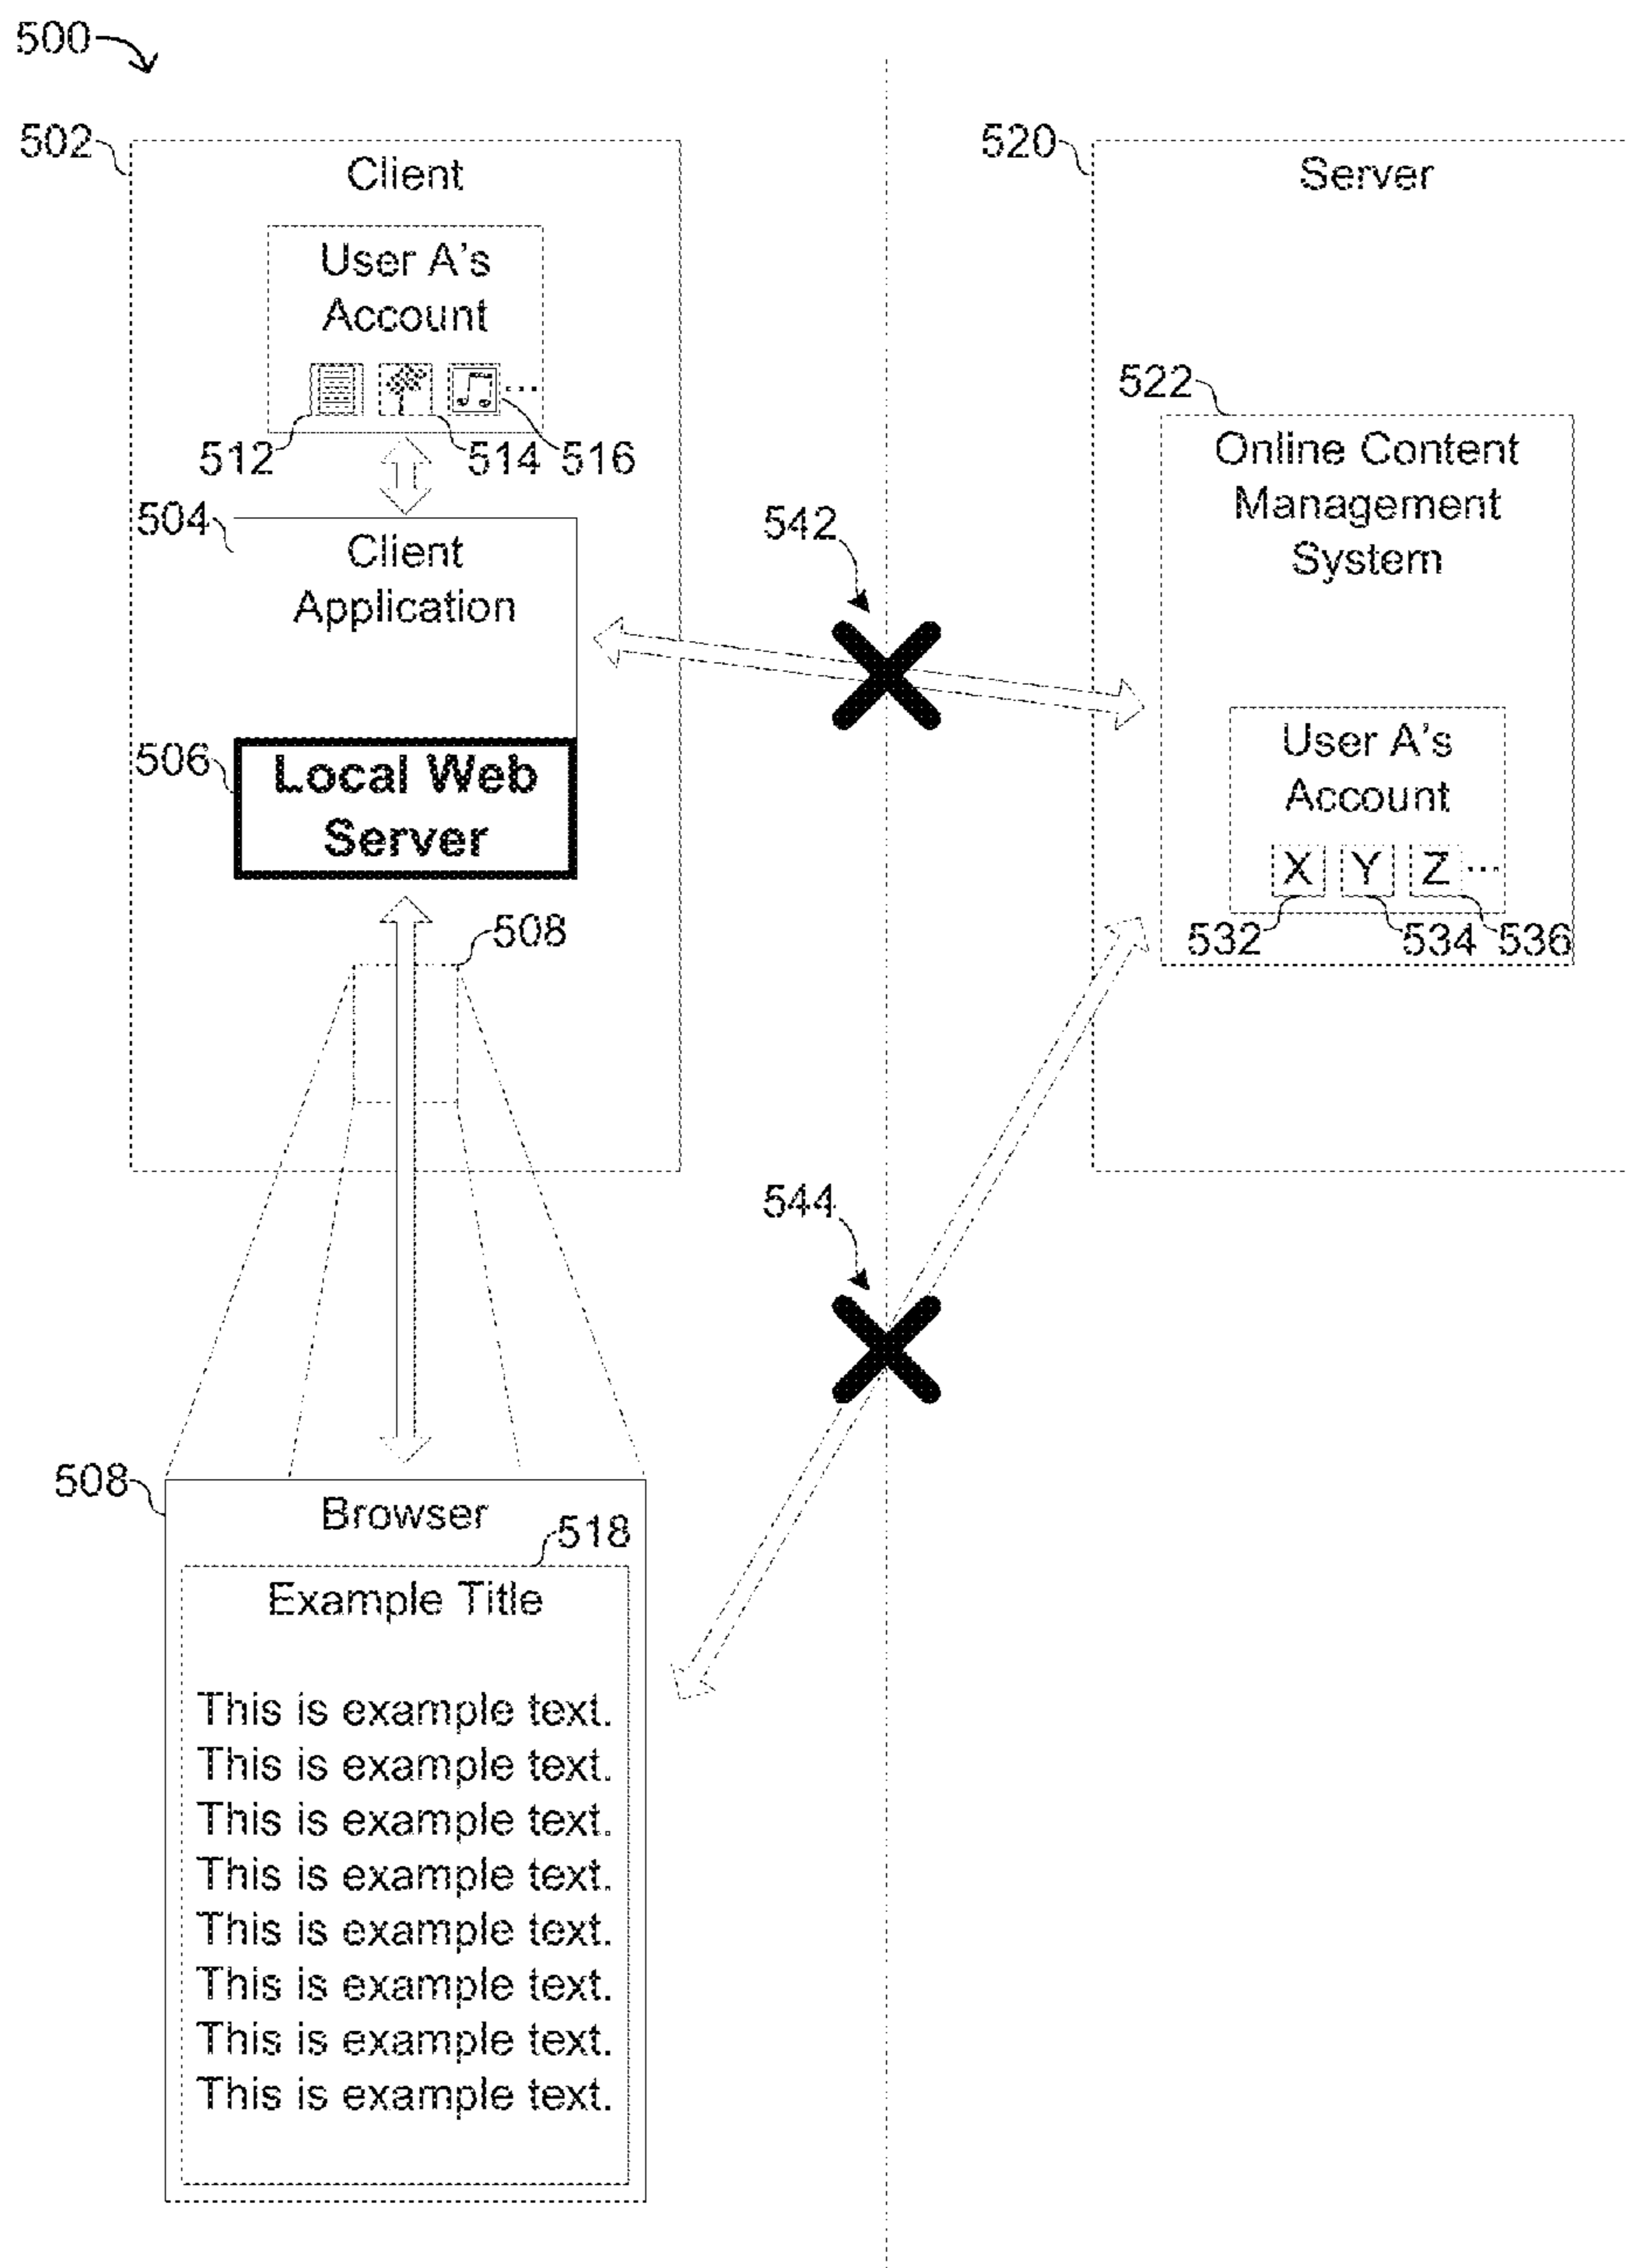 500
502
Client
520
Server
User A's
Account
512
514
516
522
Online Content
Management
System
504
Client
Application
542
506
Local Web
Server
User A's
Account
X Y Z ...
532
534
536
508
544
508
Browser
518
Example Title
This is example text.
This is example text.
This is example text.
This is example text.
This is example text.
This is example text.
This is example text.
This is example text.